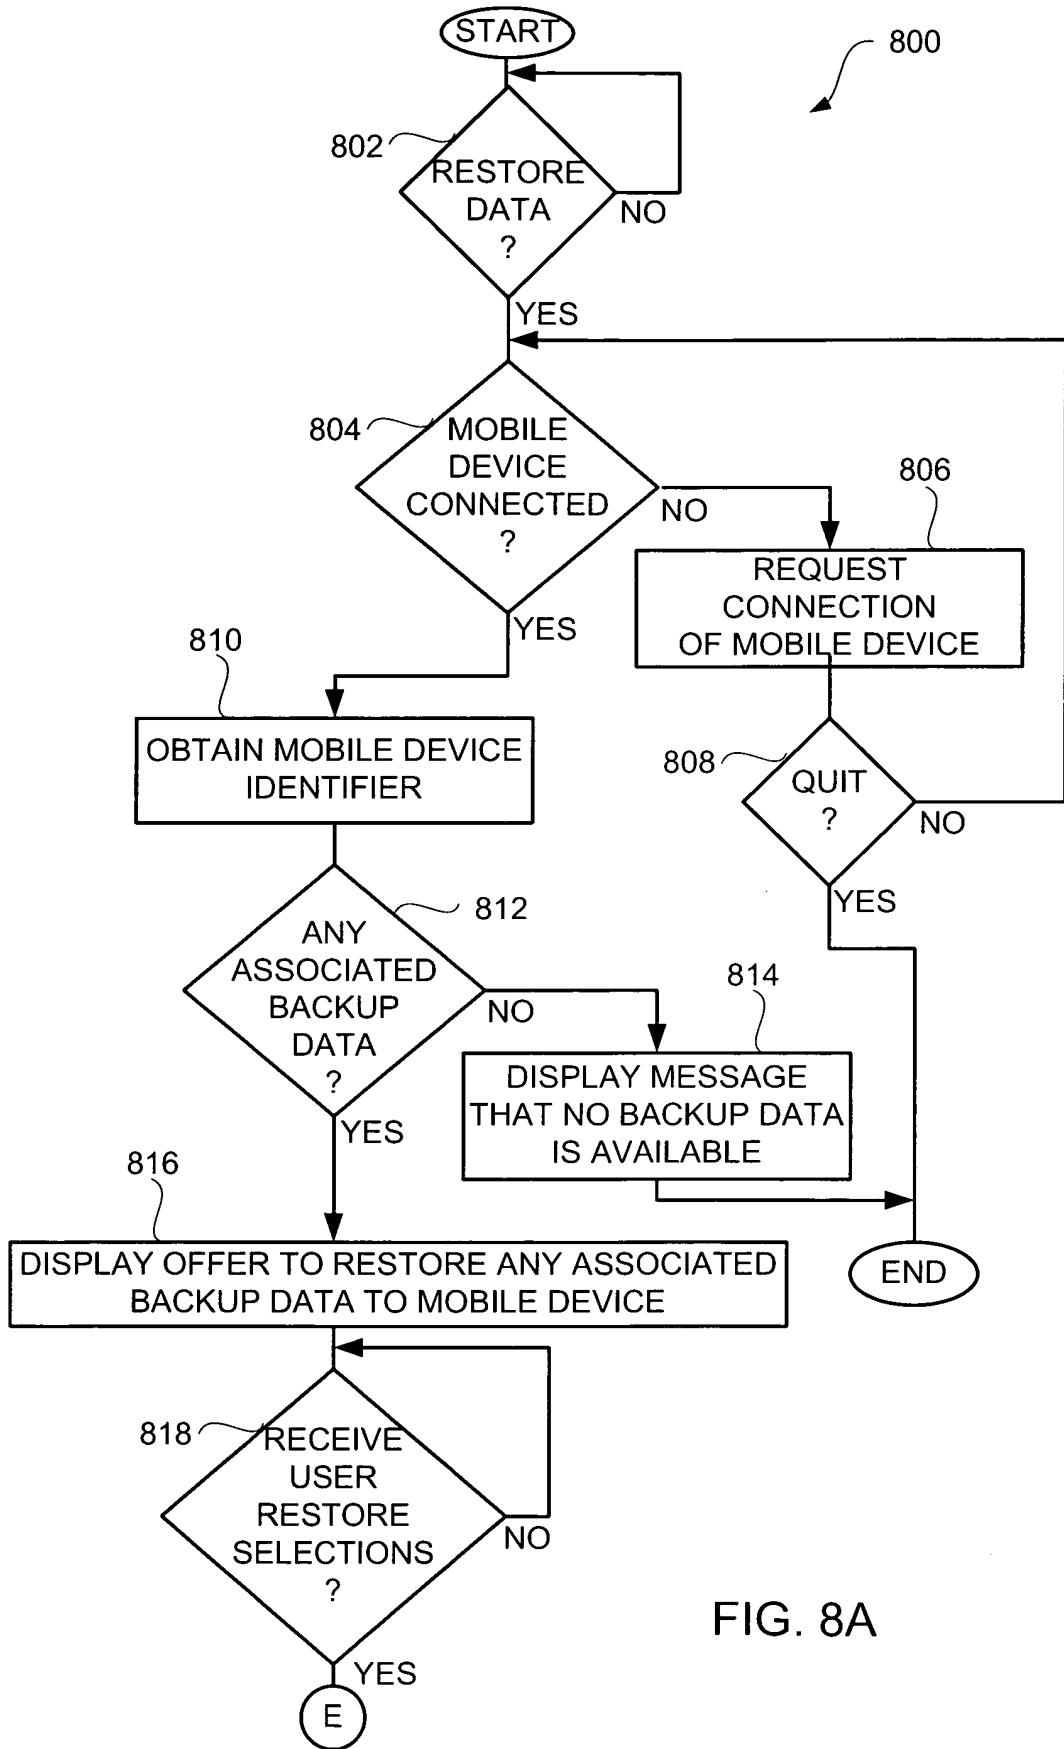 START
800
802
RESTORE
DATA
?
NO
YES
804
MOBILE
DEVICE
CONNECTED
?
NO
YES
806
REQUEST
CONNECTION
OF MOBILE DEVICE
810
OBTAIN MOBILE DEVICE
IDENTIFIER
808
QUIT
?
NO
YES
812
ANY
ASSOCIATED
BACKUP
DATA
?
NO
YES
814
DISPLAY MESSAGE
THAT NO BACKUP DATA
IS AVAILABLE
816
DISPLAY OFFER TO RESTORE ANY ASSOCIATED
BACKUP DATA TO MOBILE DEVICE
END
818
RECEIVE
USER
RESTORE
SELECTIONS
?
NO
YES
E
FIG. 8A